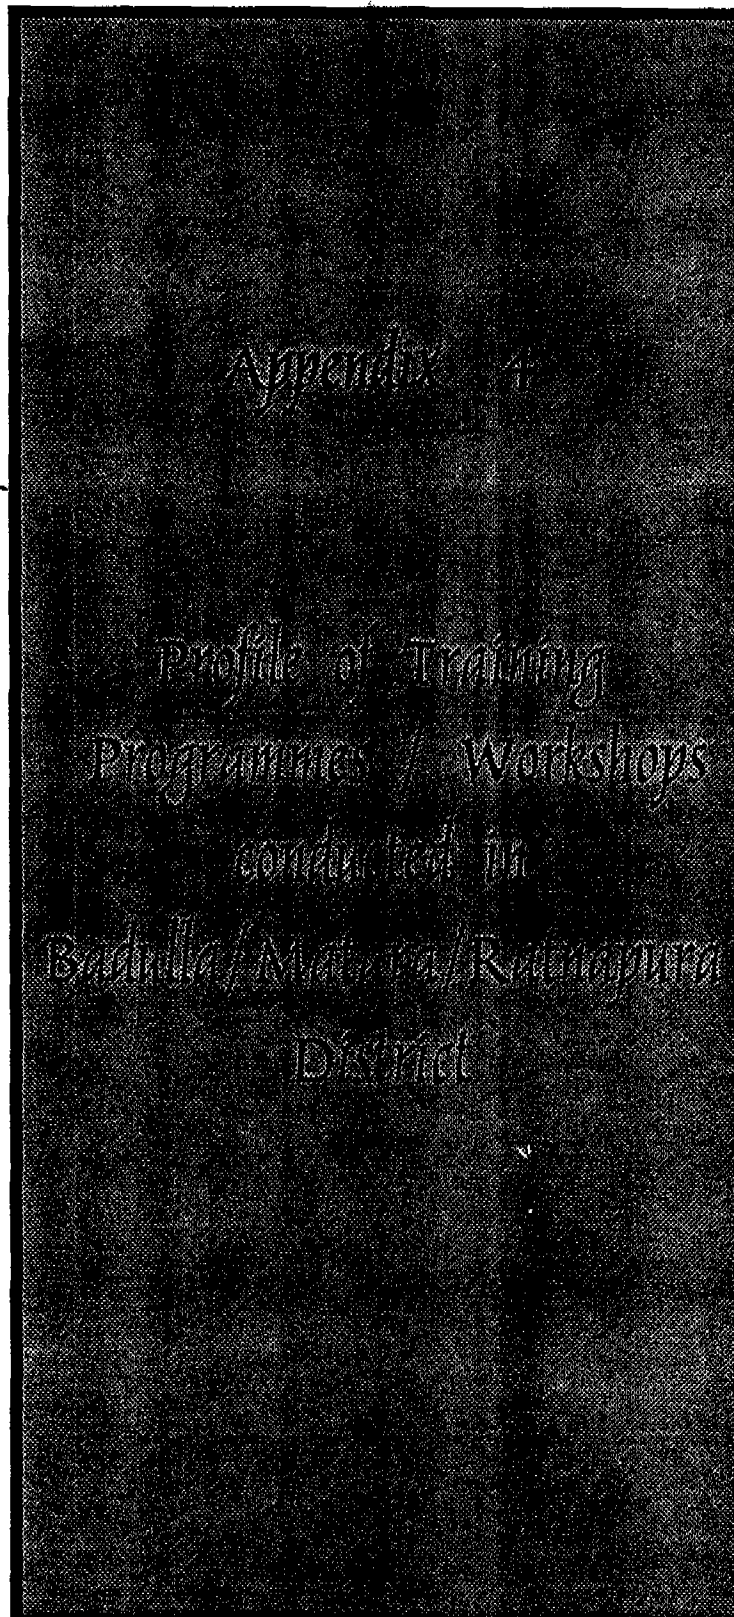 Appendix 4
Profile of Training
Programmes / Workshops
conducted in
Badulla/Matara/Ratnapura
District